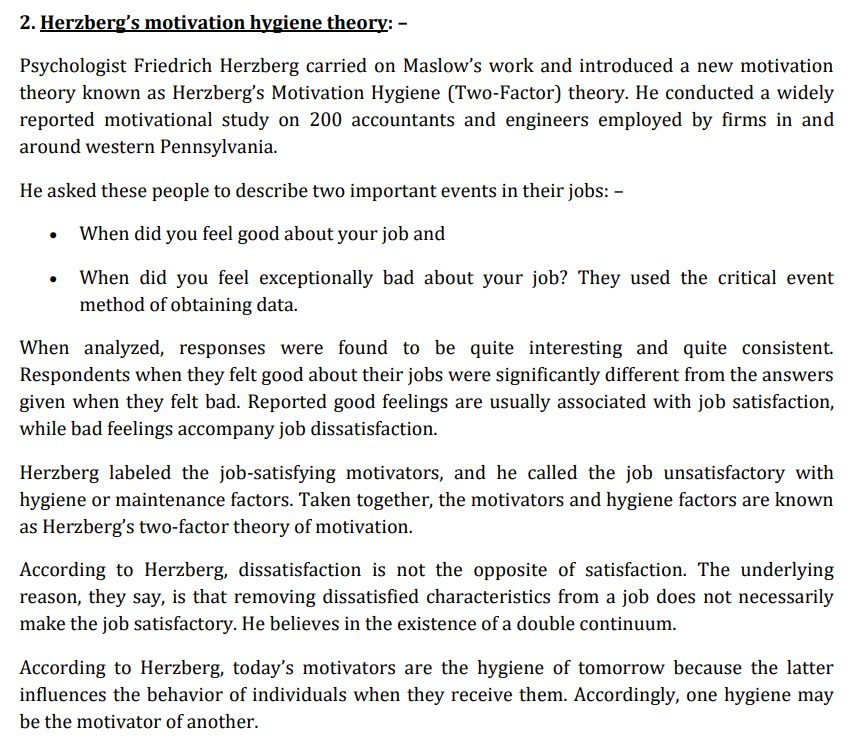 2. Herzberg's motivation hygiene theory: –
Psychologist Friedrich Herzberg carried on Maslow's work and introduced a new motivation
theory known as Herzberg's Motivation Hygiene (Two-Factor) theory. He conducted a widely
reported motivational study on 200 accountants and engineers employed by firms in and
around western Pennsylvania.
He asked these people to describe two important events in their jobs: –
• When did you feel good about your job and
• When did you feel exceptionally bad about your job? They used the critical event
method of obtaining data.
When analyzed, responses were found to be quite interesting and quite consistent.
Respondents when they felt good about their jobs were significantly different from the answers
given when they felt bad. Reported good feelings are usually associated with job satisfaction,
while bad feelings accompany job dissatisfaction.
Herzberg labeled the job-satisfying motivators, and he called the job unsatisfactory with
hygiene or maintenance factors. Taken together, the motivators and hygiene factors are known
as Herzberg's two-factor theory of motivation.
According to Herzberg, dissatisfaction is not the opposite of satisfaction. The underlying
reason, they say, is that removing dissatisfied characteristics from a job does not necessarily
make the job satisfactory. He believes in the existence of a double continuum.
According to Herzberg, today's motivators are the hygiene of tomorrow because the latter
influences the behavior of individuals when they receive them. Accordingly, one hygiene may
be the motivator of another.